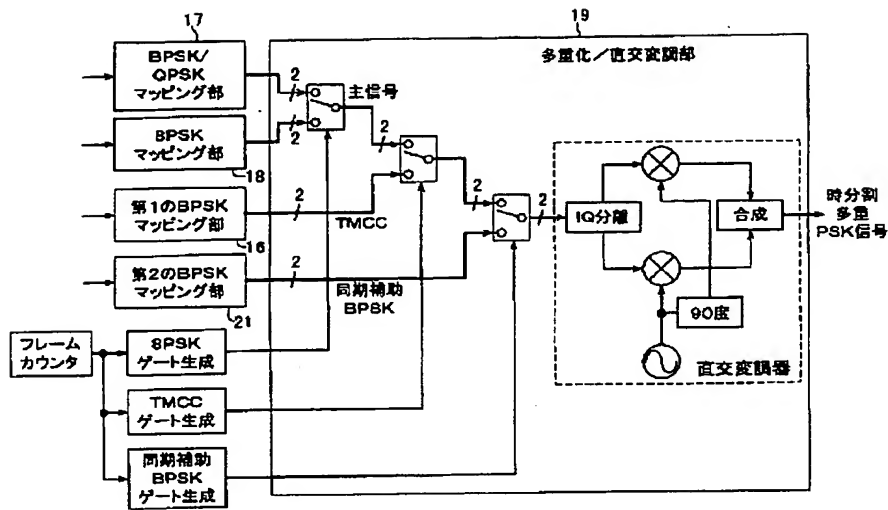 17
19
BPSK/
QPSK
マッピング部
2
主信号
多重化/直交変調部
8PSK
マッピング部
2
18
2
2
2
IQ分離
合成
時分割
多重
PSK信号
第1のBPSK
マッピング部
2
TMCC
16
第2のBPSK
マッピング部
2
同期補助
BPSK
21
90度
直交変調器
フレーム
カウンタ
8PSK
ゲート生成
TMCC
ゲート生成
同期補助
BPSK
ゲート生成